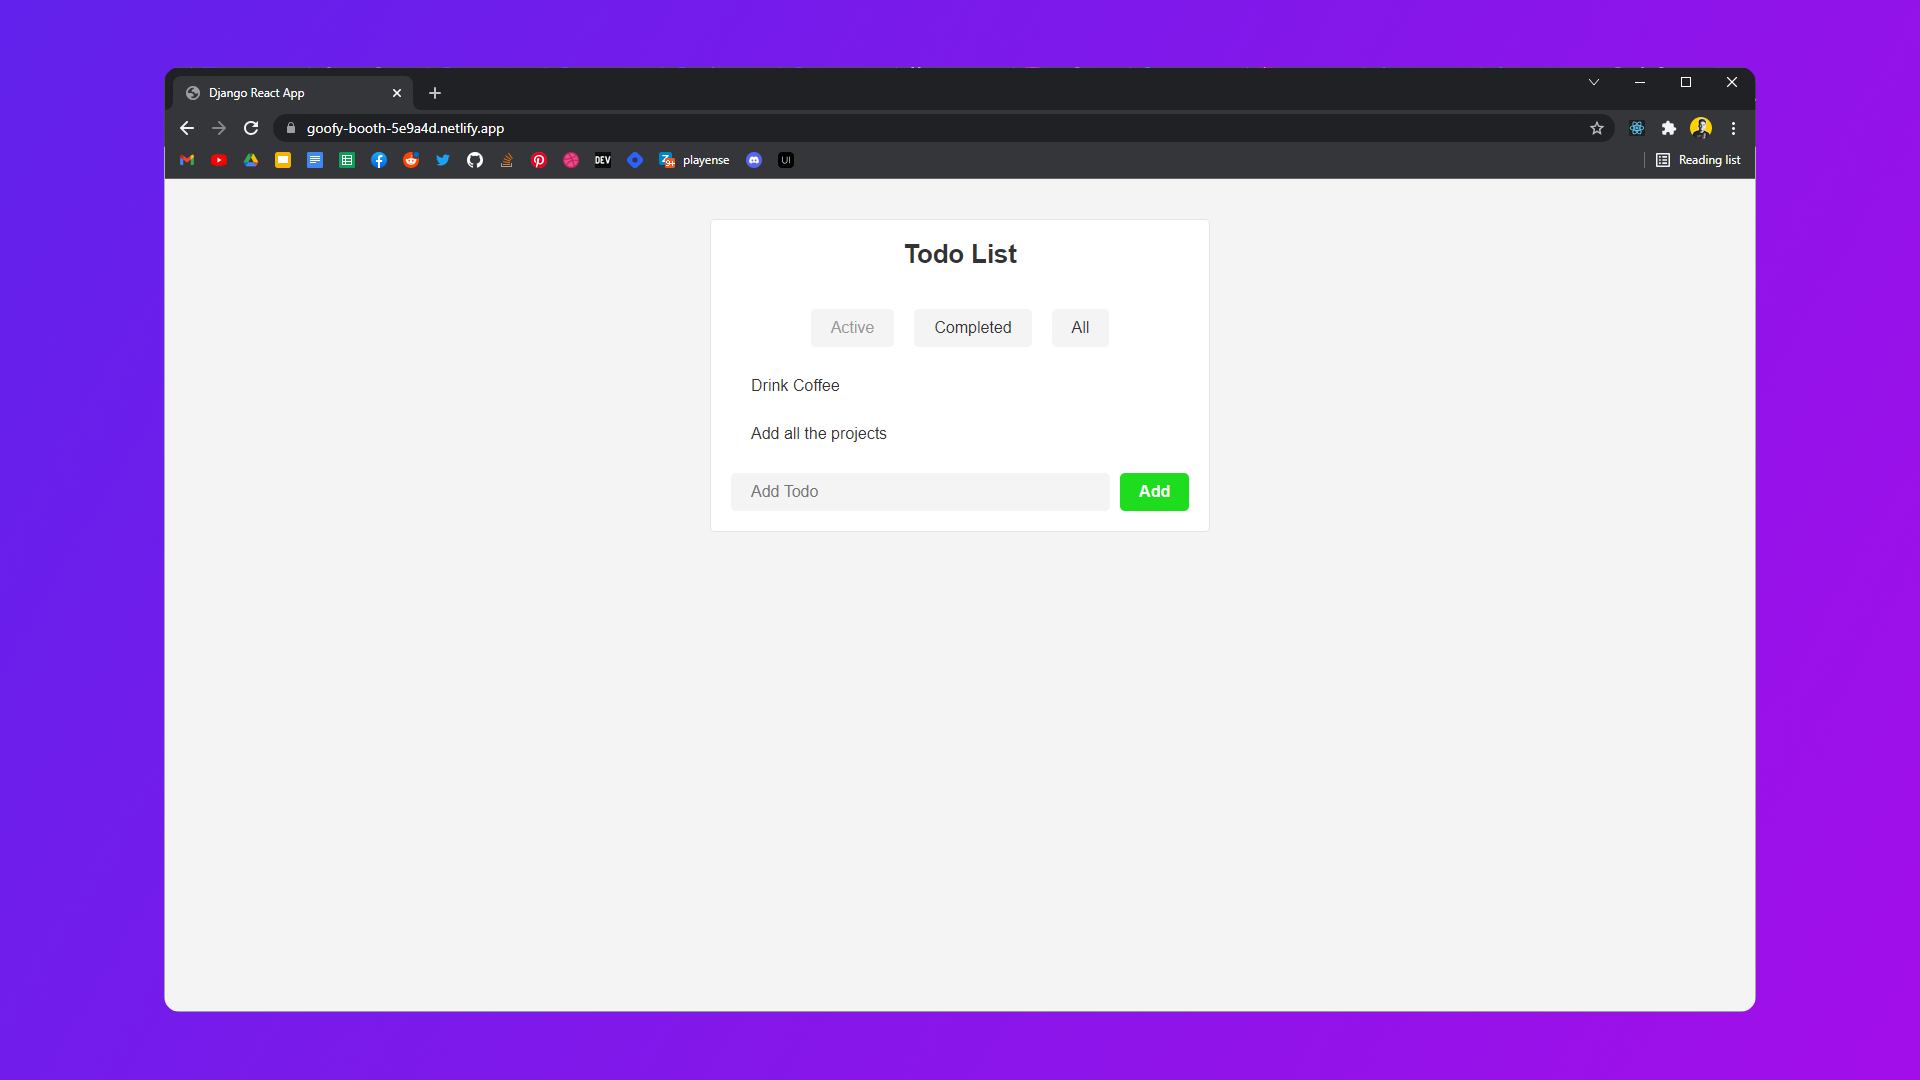 Django React App
goofy-booth-5e9a4d.netlify.app
DEV playense UI Reading list
Todo List
Active Completed All
Drink Coffee
Add all the projects
Add Todo Add